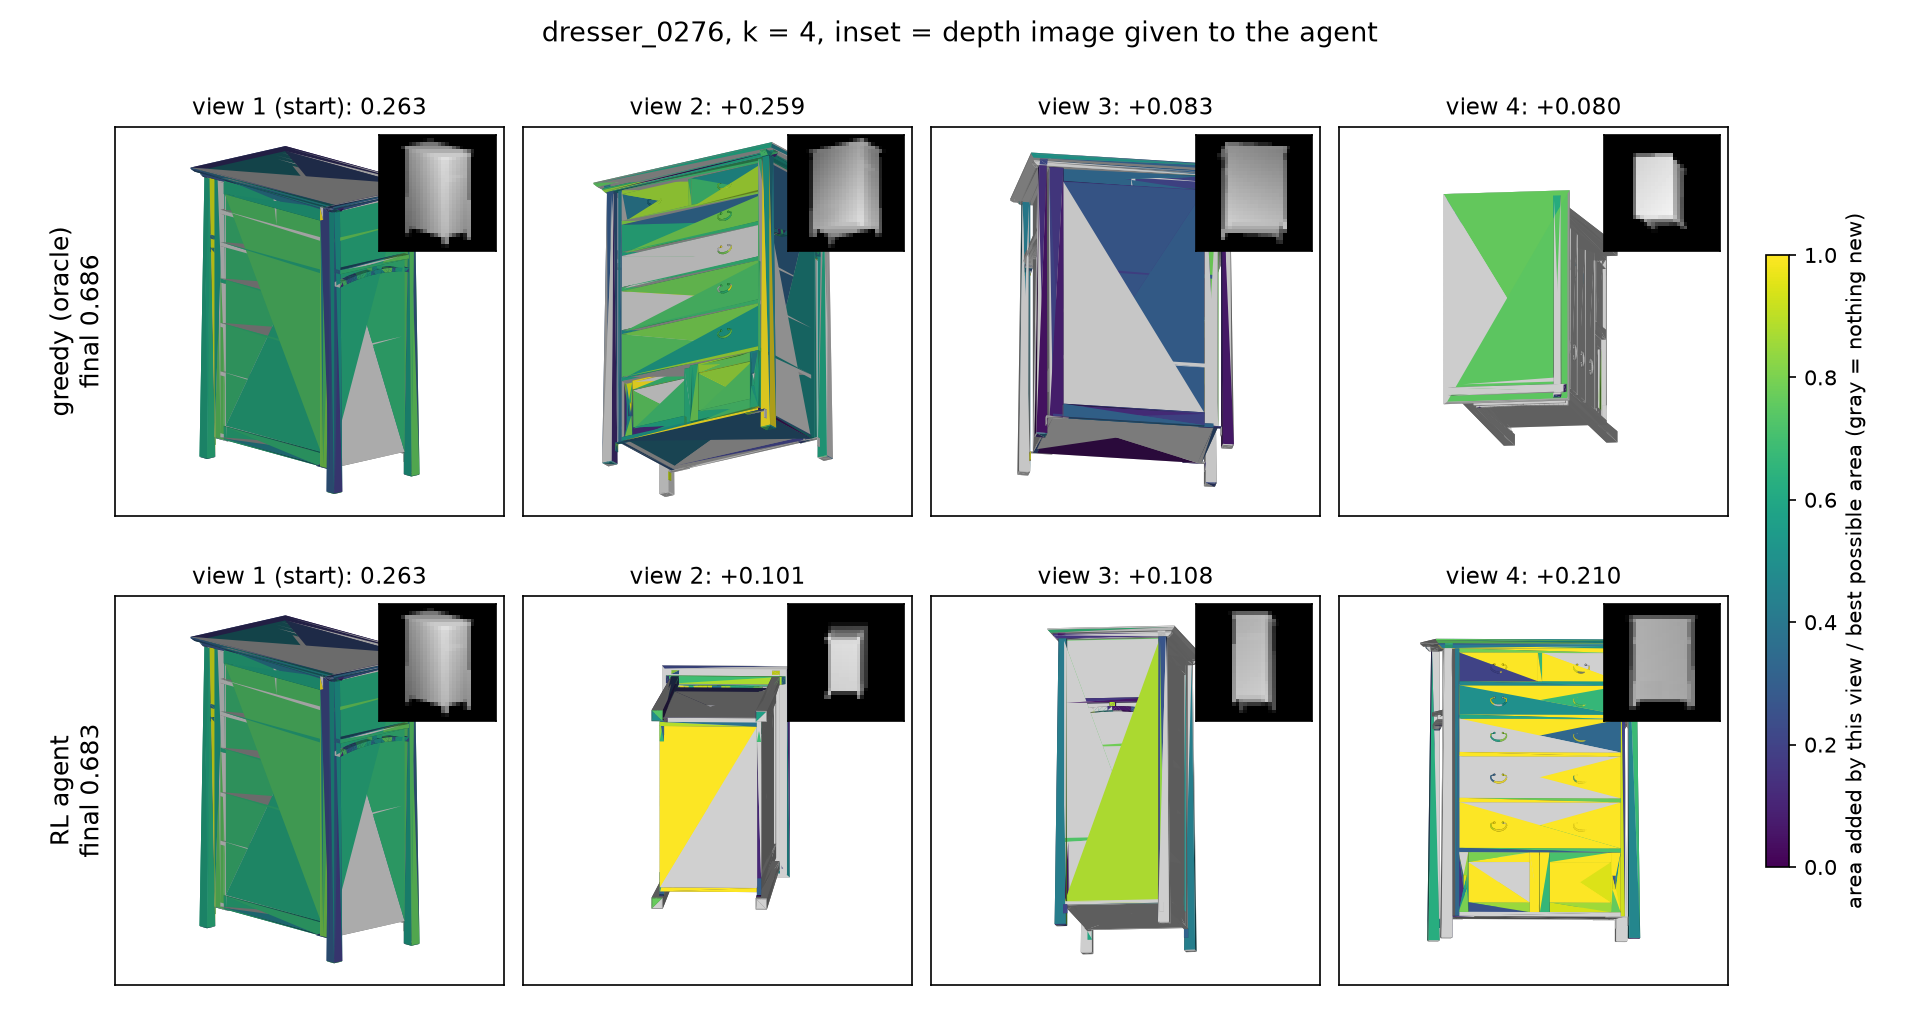 dresser_0276, k = 4, inset = depth image given to the agent
greedy (oracle)
final 0.686
view 1 (start): 0.263
view 2: +0.259
view 3: +0.083
view 4: +0.080
RL agent
final 0.683
view 1 (start): 0.263
view 2: +0.101
view 3: +0.108
view 4: +0.210
1.0
0.8
0.6
0.4
0.2
0.0
area added by this view / best possible area (gray = nothing new)